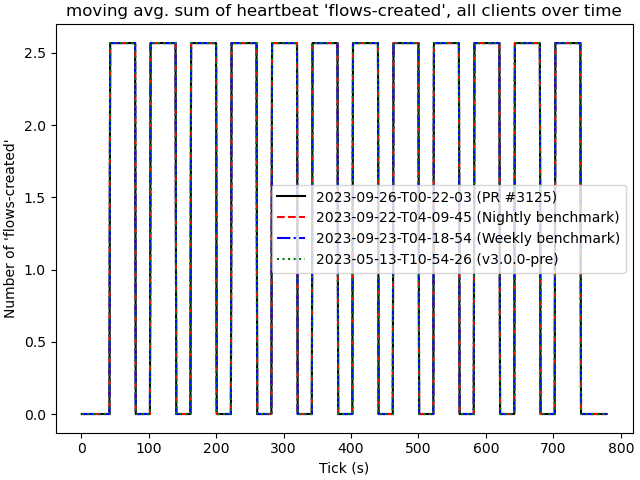 moving avg. sum of heartbeat 'flows-created', all clients over time
Number of 'flows-created'
2.5
2.0
1.5
1.0
0.5
0.0
2023-09-26-T00-22-03 (PR #3125)
2023-09-22-T04-09-45 (Nightly benchmark)
2023-09-23-T04-18-54 (Weekly benchmark)
2023-05-13-T10-54-26 (v3.0.0-pre)
0 100 200 300 400 500 600 700 800
Tick (s)